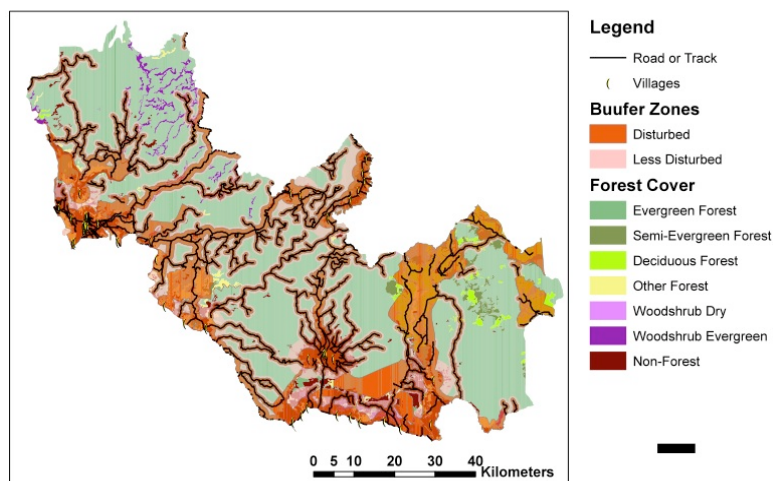 Legend
Road or Track
Villages
Buufer Zones
Disturbed
Less Disturbed
Forest Cover
Evergreen Forest
Semi-Evergreen Forest
Deciduous Forest
Other Forest
Woodshrub Dry
Woodshrub Evergreen
Non-Forest
0 5 10 20 30 40
Kilometers